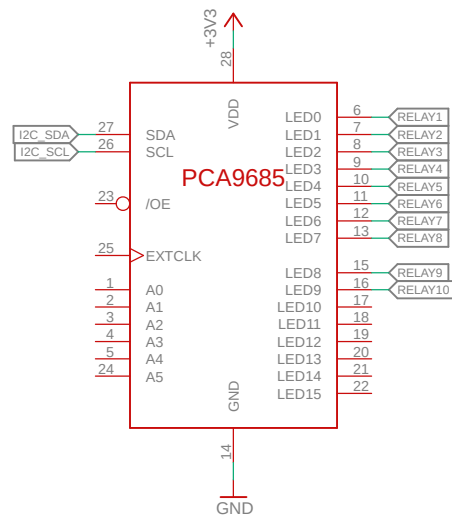 +3V3
28
VDD
I2C_SDA 27 SDA
I2C_SCL 26 SCL
PCA9685
23 /OE
25 EXTCLK
1 A0
2 A1
3 A2
4 A3
5 A4
24 A5
LED0 6 RELAY1
LED1 7 RELAY2
LED2 8 RELAY3
LED3 9 RELAY4
LED4 10 RELAY5
LED5 11 RELAY6
LED6 12 RELAY7
LED7 13 RELAY8
LED8 15 RELAY9
LED9 16 RELAY10
LED10 17
LED11 18
LED12 19
LED13 20
LED14 21
LED15 22
GND
14
GND